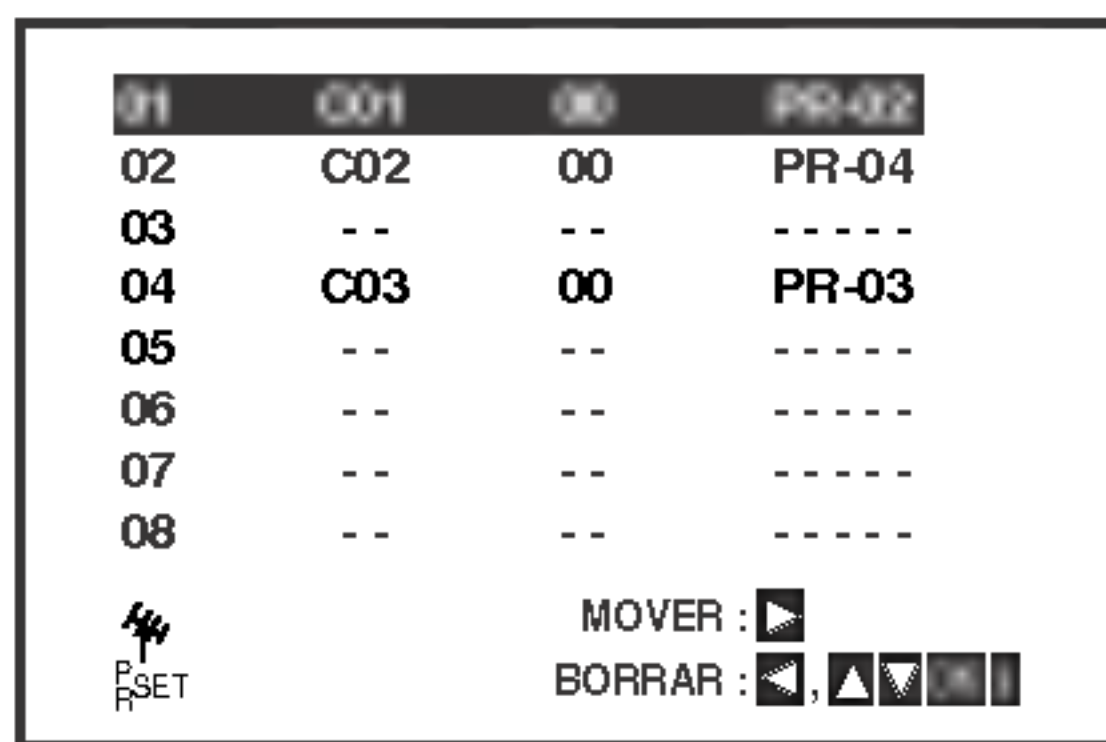 01 C01 00 PR-02
02 C02 00 PR-04
03 - - - - - - - - -
04 C03 00 PR-03
05 - - - - - - - - -
06 - - - - - - - - -
07 - - - - - - - - -
08 - - - - - - - - -
MOVER :
BORRAR : ,
PR SET